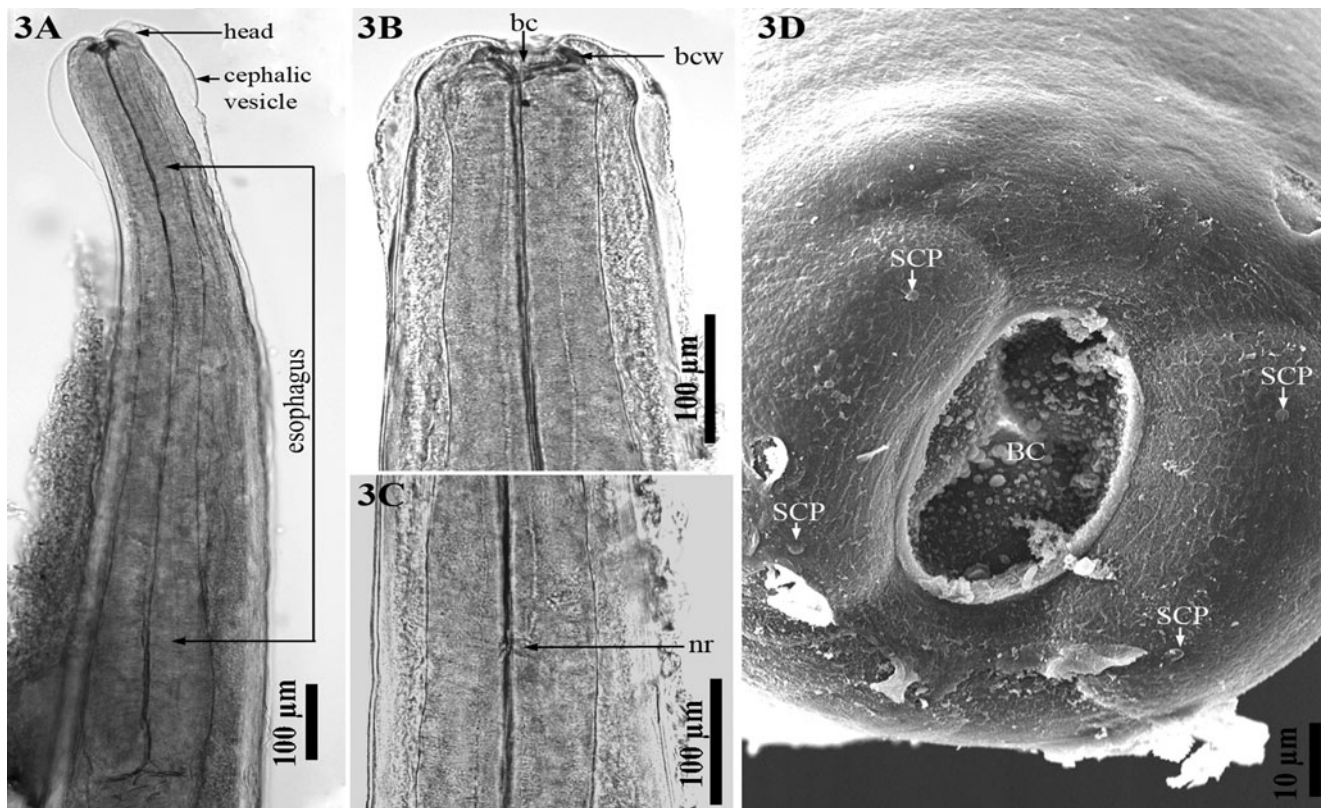 3A
head
cephalic
vesicle
esophagus
100 µm
3B
bc
bcw
100 µm
3C
nr
100 µm
3D
SCP
SCP
BC
SCP
SCP
10 µm